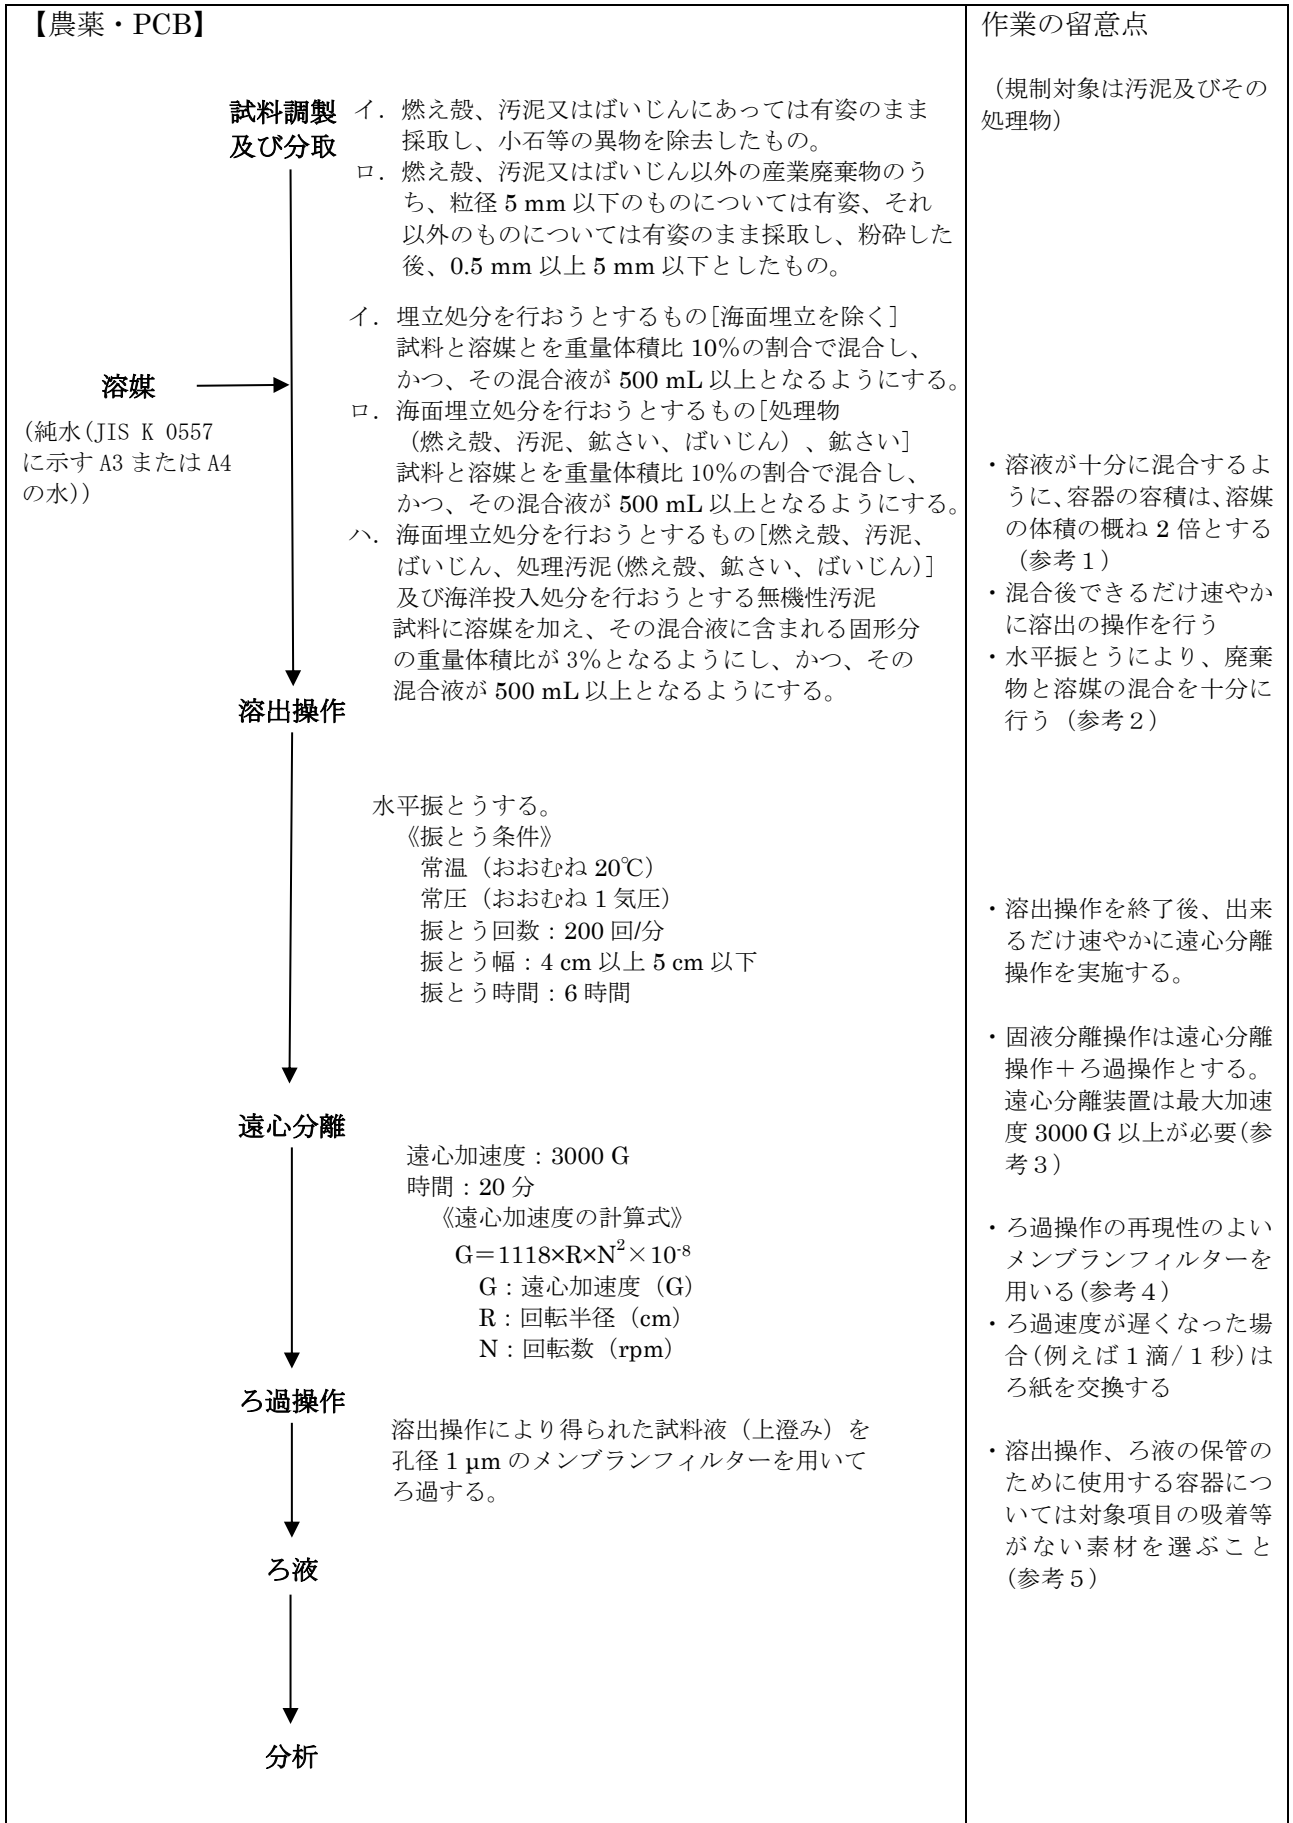 【農薬・PCB】
試料調製
及び分取
イ．燃え殻、汚泥又はばいじんにあっては有姿のまま
採取し、小石等の異物を除去したもの。
ロ．燃え殻、汚泥又はばいじん以外の産業廃棄物のう
ち、粒径 5 mm 以下のものについては有姿、それ
以外のものについては有姿のまま採取し、粉砕した
後、0.5 mm 以上 5 mm 以下としたもの。
溶媒
(純水(JIS K 0557
に示す A3 または A4
の水))
イ．埋立処分を行おうとするもの[海面埋立を除く]
試料と溶媒とを重量体積比 10％の割合で混合し、
かつ、その混合液が 500 mL 以上となるようにする。
ロ．海面埋立処分を行おうとするもの[処理物
（燃え殻、汚泥、鉱さい、ばいじん）、鉱さい]
試料と溶媒とを重量体積比 10％の割合で混合し、
かつ、その混合液が 500 mL 以上となるようにする。
ハ．海面埋立処分を行おうとするもの[燃え殻、汚泥、
ばいじん、処理汚泥(燃え殻、鉱さい、ばいじん)]
及び海洋投入処分を行おうとする無機性汚泥
試料に溶媒を加え、その混合液に含まれる固形分
の重量体積比が 3％となるようにし、かつ、その
混合液が 500 mL 以上となるようにする。
溶出操作
水平振とうする。
《振とう条件》
常温（おおむね 20℃）
常圧（おおむね 1 気圧）
振とう回数：200 回/分
振とう幅：4 cm 以上 5 cm 以下
振とう時間：6 時間
遠心分離
遠心加速度：3000 G
時間：20 分
《遠心加速度の計算式》
G＝1118×R×N²×10⁻⁸
G：遠心加速度（G）
R：回転半径（cm）
N：回転数（rpm）
ろ過操作
溶出操作により得られた試料液（上澄み）を
孔径 1 µm のメンブランフィルターを用いて
ろ過する。
ろ液
分析
作業の留意点
（規制対象は汚泥及びその
処理物）
・溶液が十分に混合するよ
うに、容器の容積は、溶媒
の体積の概ね 2 倍とする
（参考１）
・混合後できるだけ速やか
に溶出の操作を行う
・水平振とうにより、廃棄
物と溶媒の混合を十分に
行う（参考２）
・溶出操作を終了後、出来
るだけ速やかに遠心分離
操作を実施する。
・固液分離操作は遠心分離
操作＋ろ過操作とする。
遠心分離装置は最大加速
度 3000 G 以上が必要(参
考３)
・ろ過操作の再現性のよい
メンブランフィルターを
用いる(参考４)
・ろ過速度が遅くなった場
合(例えば 1 滴/ 1 秒)は
ろ紙を交換する
・溶出操作、ろ液の保管の
ために使用する容器につ
いては対象項目の吸着等
がない素材を選ぶこと
(参考５)